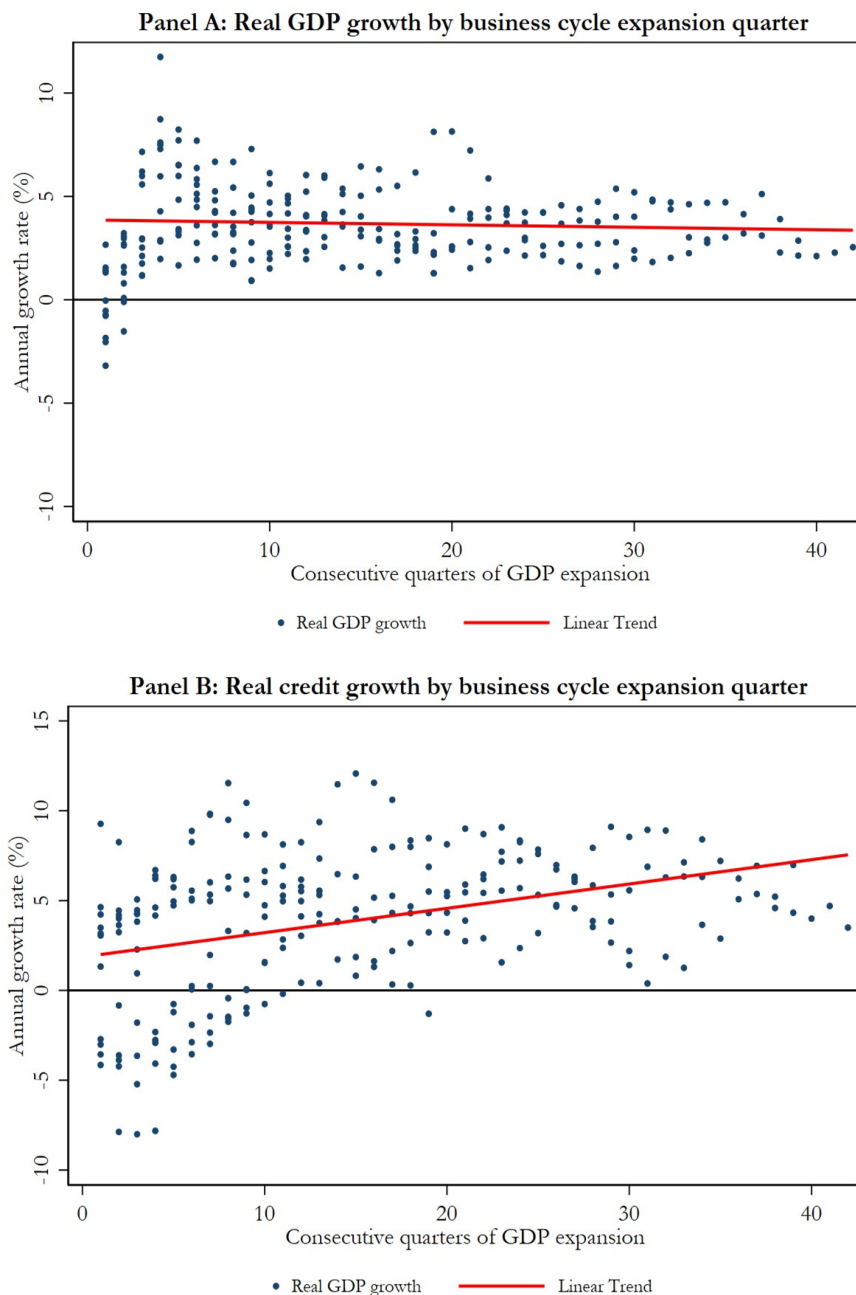 Panel A: Real GDP growth by business cycle expansion quarter
Annual growth rate (%)
10
5
0
-5
-10
0 10 20 30 40
Consecutive quarters of GDP expansion
Real GDP growth Linear Trend
Panel B: Real credit growth by business cycle expansion quarter
Annual growth rate (%)
15
10
5
0
-5
-10
0 10 20 30 40
Consecutive quarters of GDP expansion
Real GDP growth Linear Trend